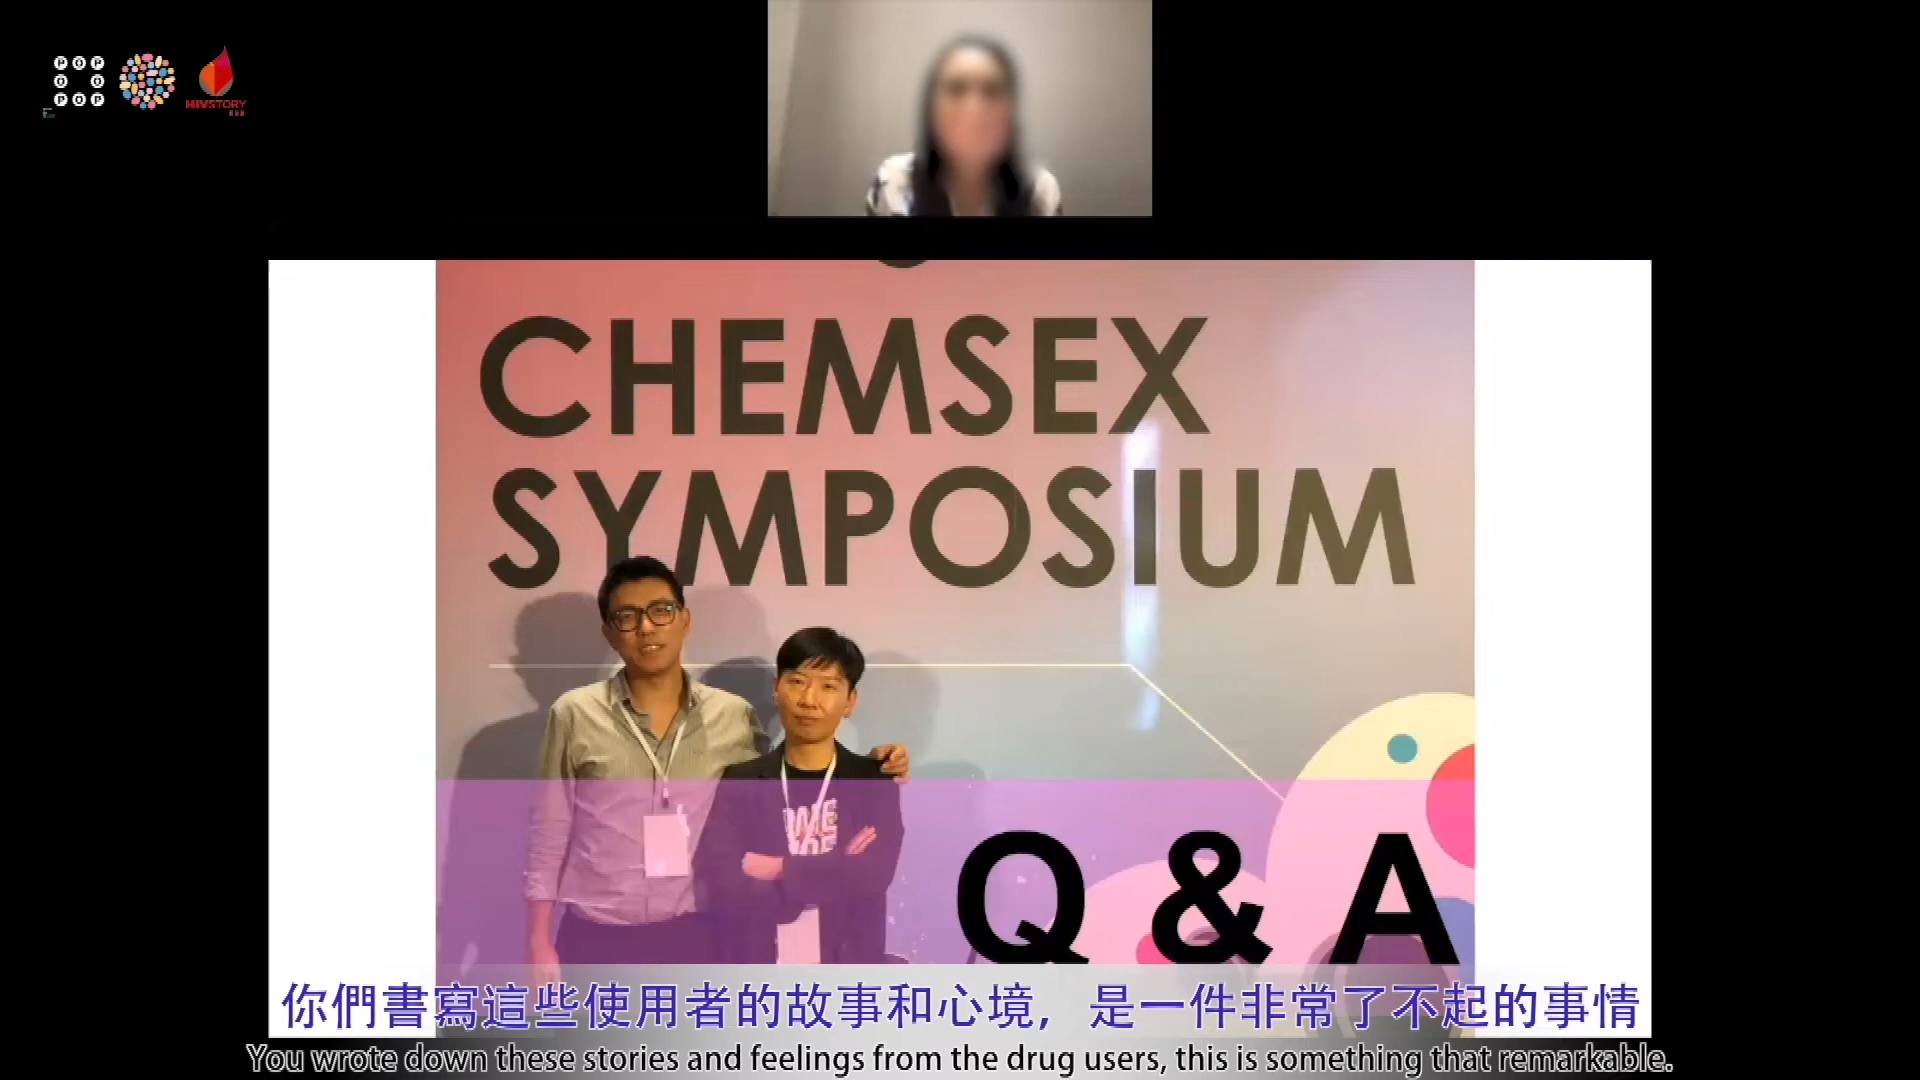 P O P
O O
P O P
HIVSTORY
CHEMSEX
SYMPOSIUM
Q & A
你們書寫這些使用者的故事和心境，是一件非常了不起的事情
You wrote down these stories and feelings from the drug users, this is something that remarkable.